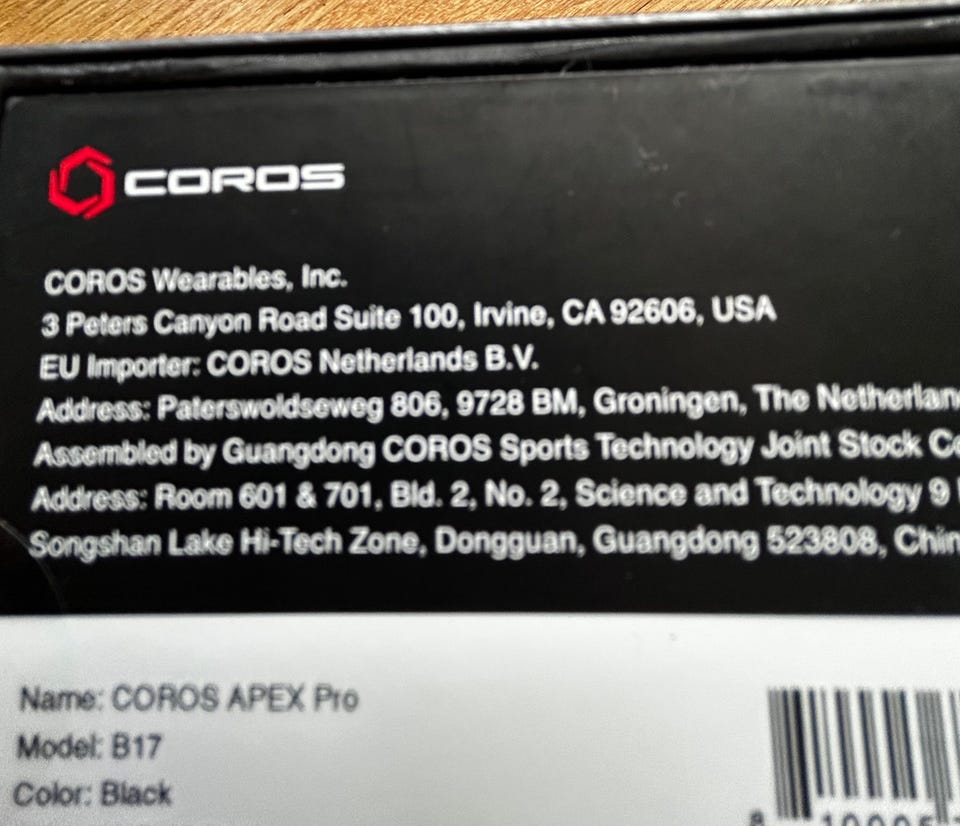 COROS
COROS Wearables, Inc.
3 Peters Canyon Road Suite 100, Irvine, CA 92606, USA
EU Importer: COROS Netherlands B.V.
Address: Paterswoldseweg 806, 9728 BM, Groningen, The Netherlan
Assembled by Guangdong COROS Sports Technology Joint Stock C
Address: Room 601 & 701, Bld. 2, No. 2, Science and Technology 9
Songshan Lake Hi-Tech Zone, Dongguan, Guangdong 523808, Chin
Name: COROS APEX Pro
Model: B17
Color: Black